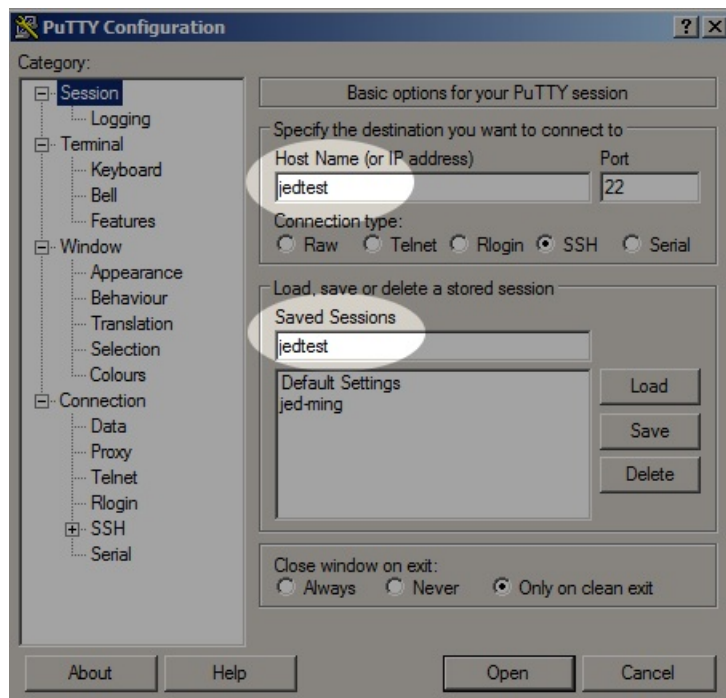 PuTTY Configuration
Category:
Session
Logging
Terminal
Keyboard
Bell
Features
Window
Appearance
Behaviour
Translation
Selection
Colours
Connection
Data
Proxy
Telnet
Rlogin
SSH
Serial
Basic options for your PuTTY session
Specify the destination you want to connect to
Host Name (or IP address) Port
jedtest 22
Connection type:
Raw Telnet Rlogin SSH Serial
Load, save or delete a stored session
Saved Sessions
jedtest
Default Settings
jed-ming
Load
Save
Delete
Close window on exit:
Always Never Only on clean exit
About Help Open Cancel